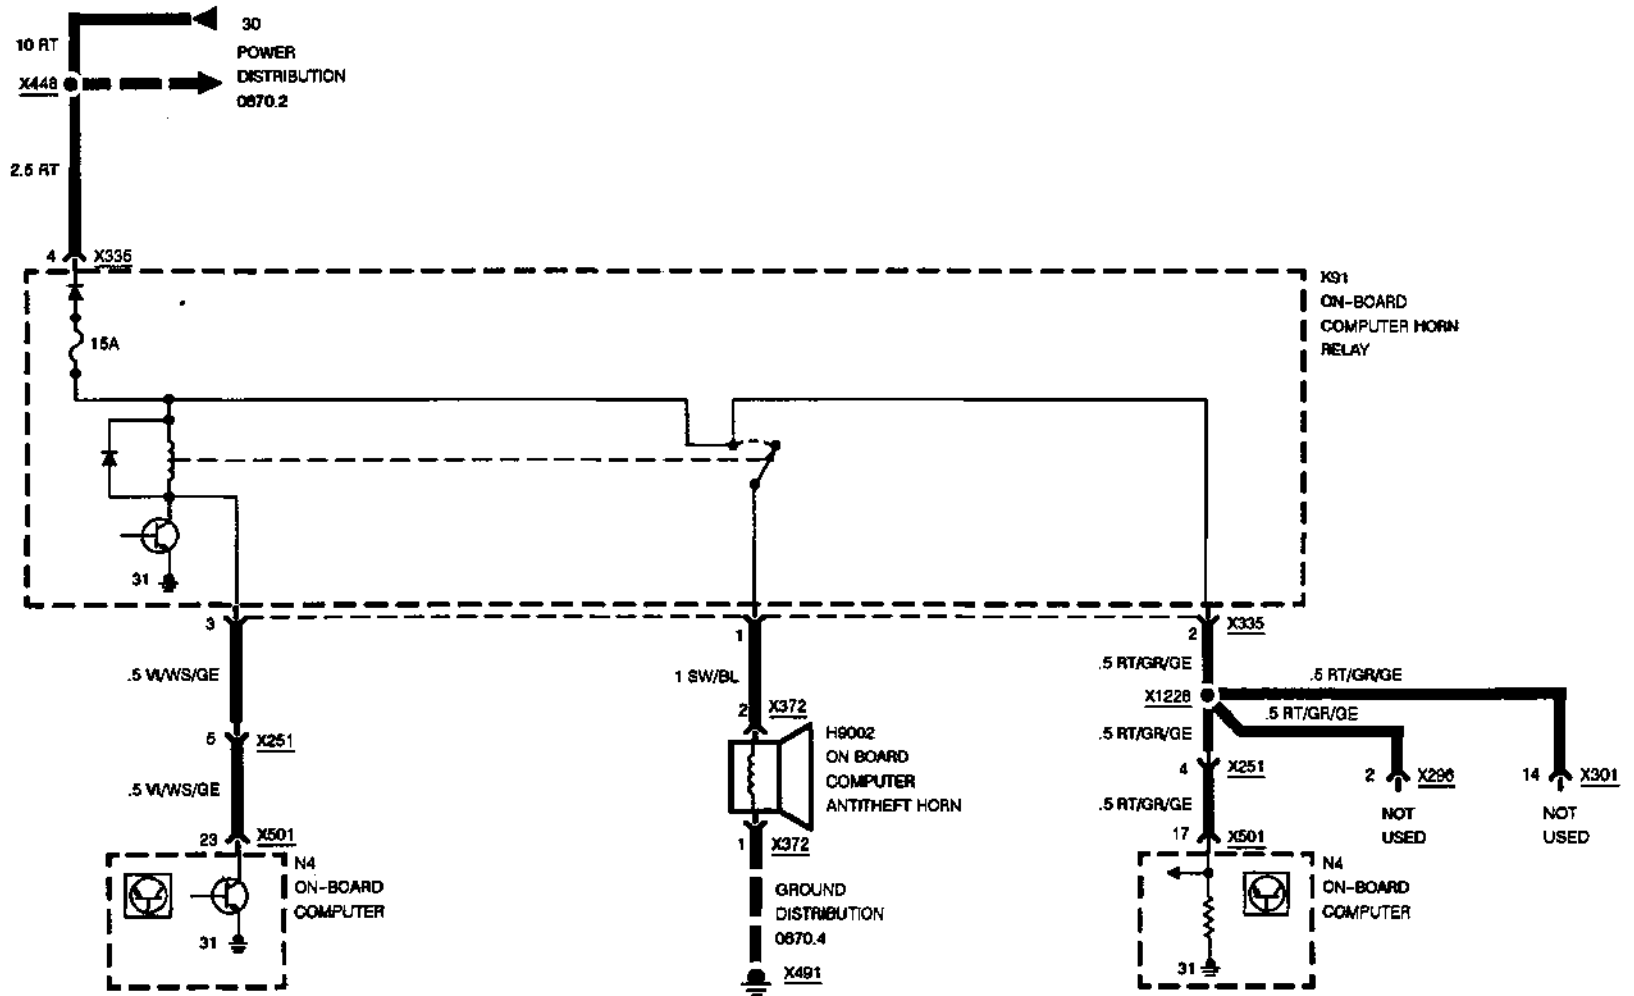 30
10 RT
POWER
DISTRIBUTION
0670.2
X448
2.5 RT
4 X335
K91
ON-BOARD
COMPUTER HORN
RELAY
15A
31
3
1
2 X335
.5 VI/WS/GE
1 SW/BL
.5 RT/GR/GE
.5 RT/GR/GE
X1228
.5 RT/GR/GE
2 X372
5 X251
H9002
ON BOARD
COMPUTER
ANTITHEFT HORN
.5 RT/GR/GE
4 X251
2 X296
14 X301
.5 VI/WS/GE
.5 RT/GR/GE
NOT
USED
NOT
USED
23 X501
1 X372
17 X501
N4
ON-BOARD
COMPUTER
31
GROUND
DISTRIBUTION
0670.4
X491
N4
ON-BOARD
COMPUTER
31